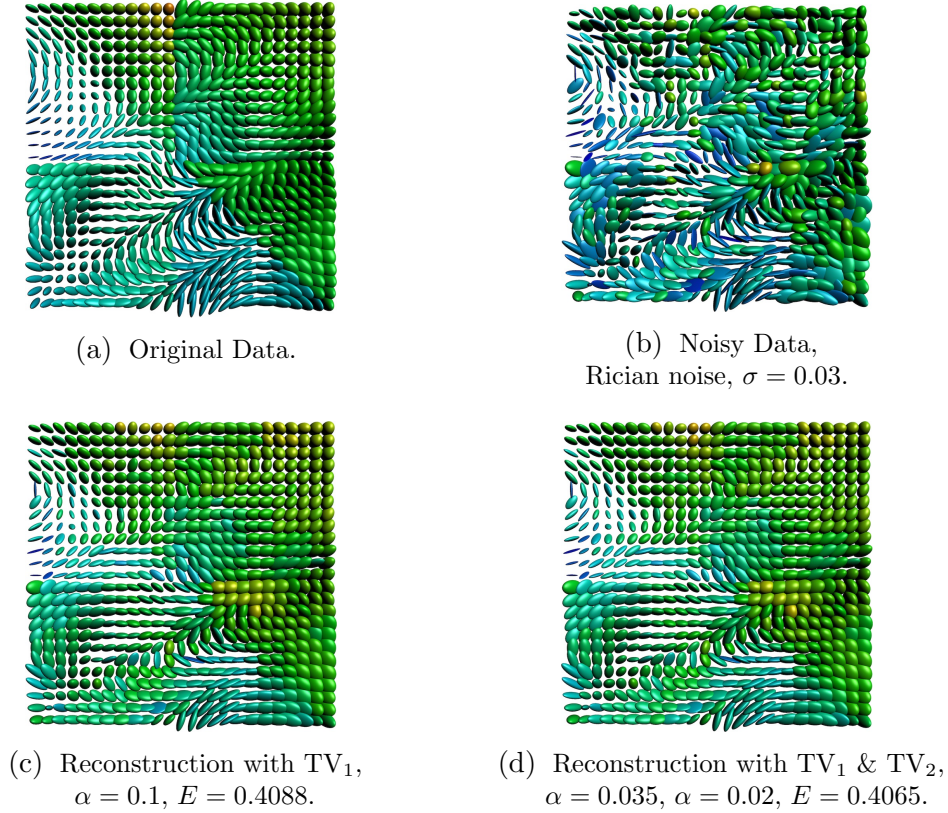 (a) Original Data.
(b) Noisy Data,
Rician noise, σ = 0.03.
(c) Reconstruction with TV₁,
α = 0.1, E = 0.4088.
(d) Reconstruction with TV₁ & TV₂,
α = 0.035, α = 0.02, E = 0.4065.